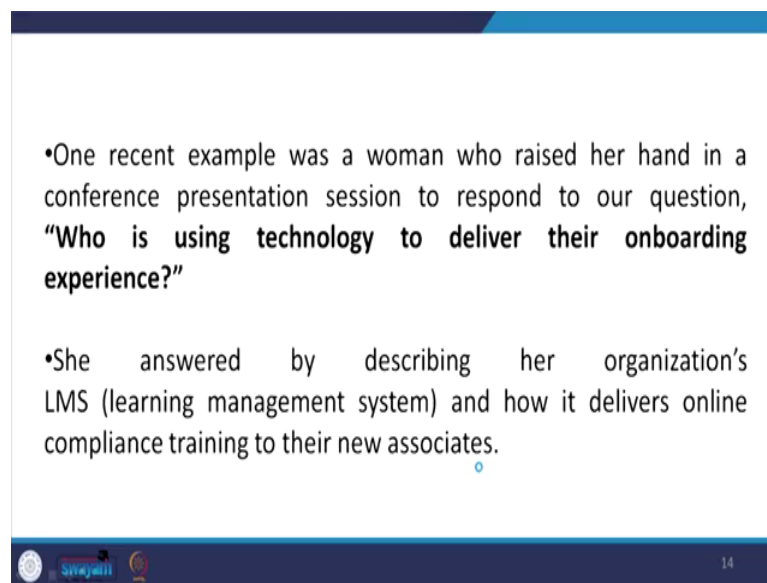 •One recent example was a woman who raised her hand in a
conference presentation session to respond to our question,
“Who is using technology to deliver their onboarding
experience?”
•She answered by describing her organization’s
LMS (learning management system) and how it delivers online
compliance training to their new associates.
swayam
14